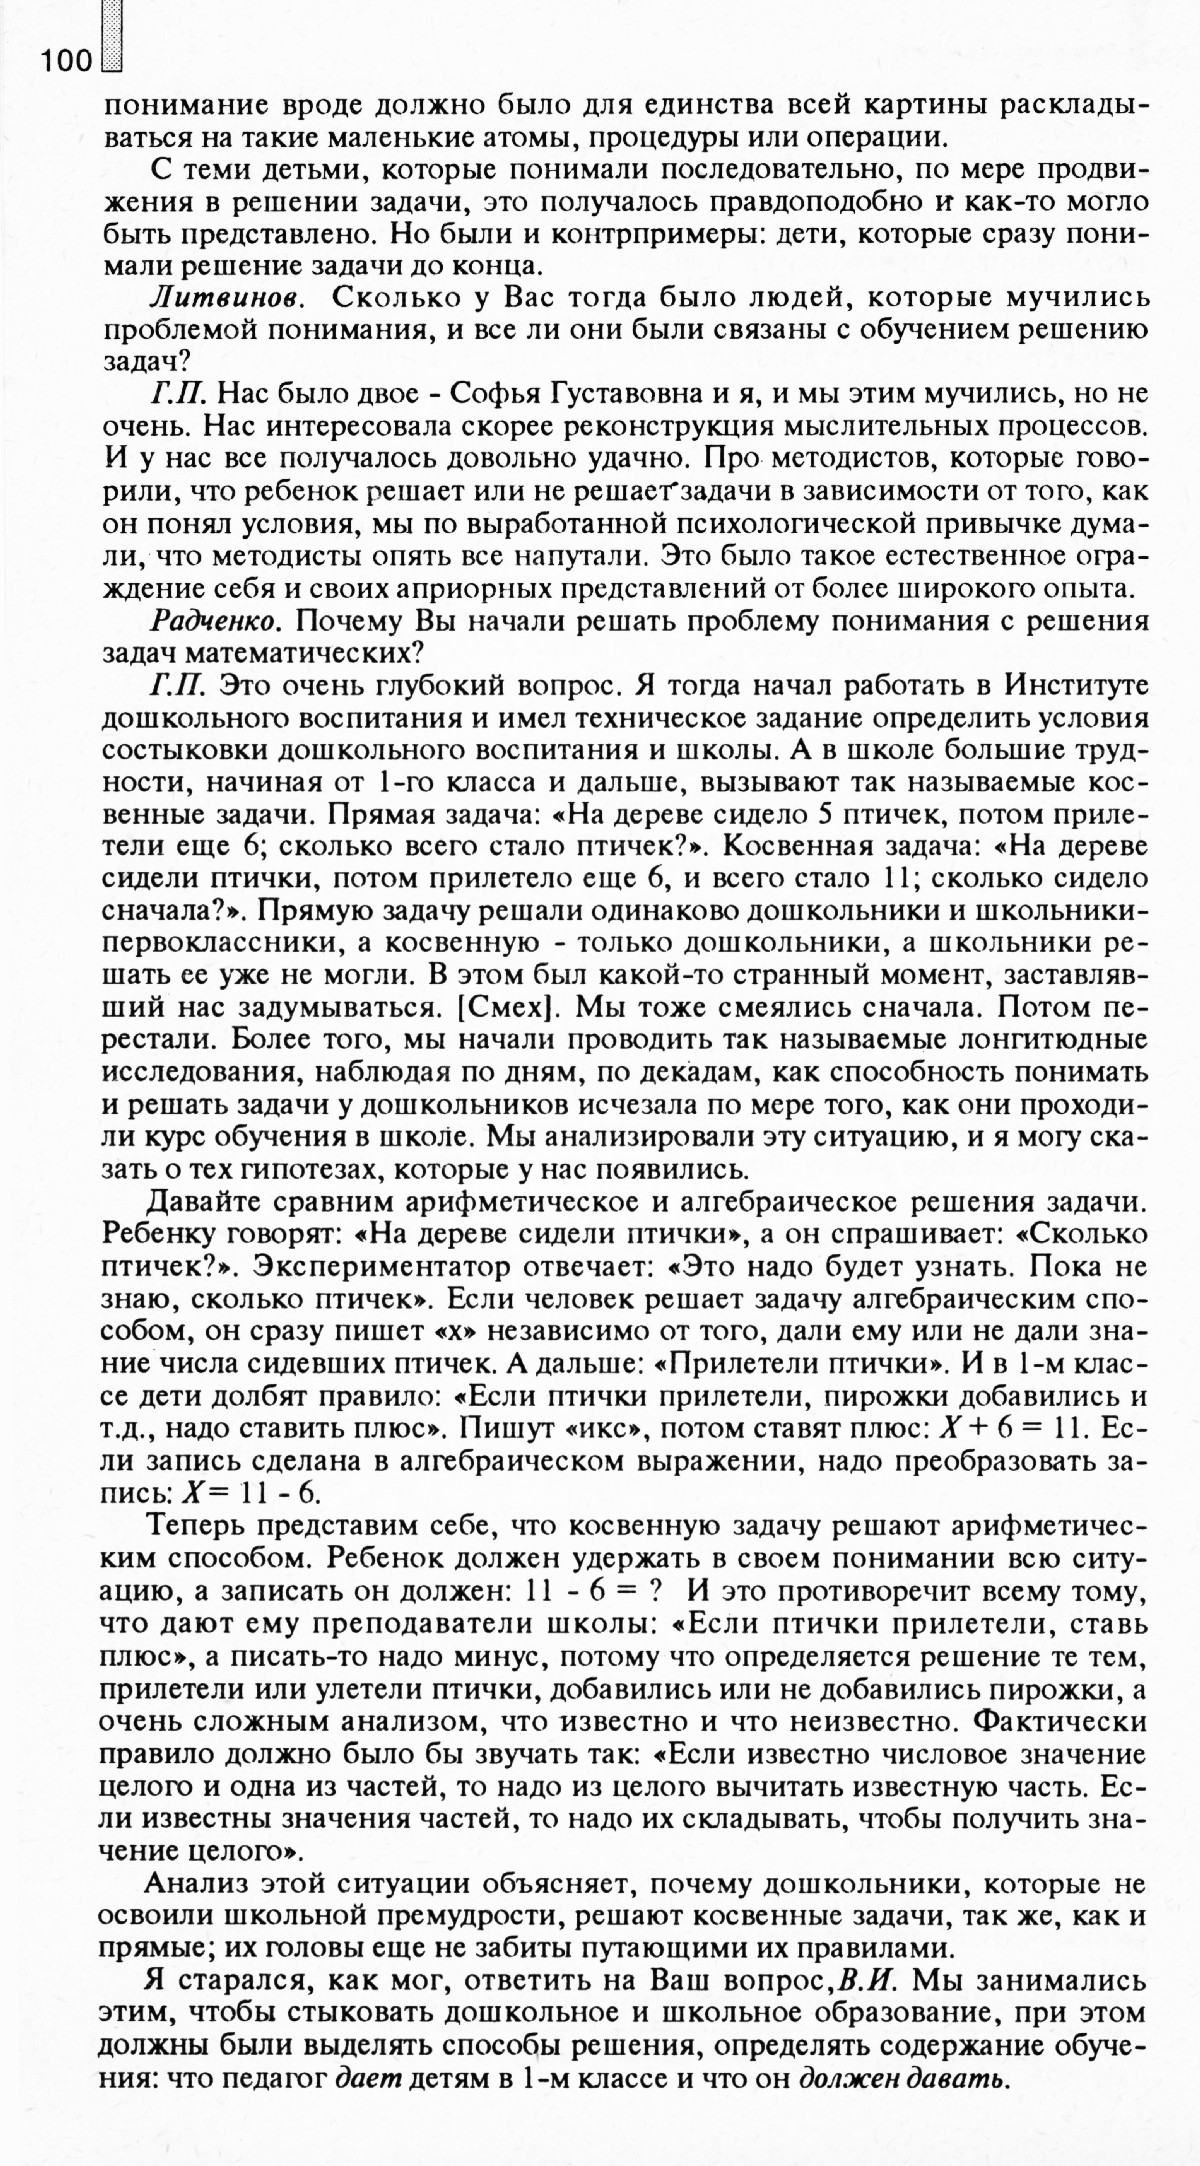 100
понимание вроде должно было для единства всей картины расклады-
ваться на такие маленькие атомы, процедуры или операции.
С теми детьми, которые понимали последовательно, по мере продви-
жения в решении задачи, это получалось правдоподобно и как-то могло
быть представлено. Но были и контрпримеры: дети, которые сразу пони-
мали решение задачи до конца.
Литвинов. Сколько у Вас тогда было людей, которые мучились
проблемой понимания, и все ли они были связаны с обучением решению
задач?
Г.П. Нас было двое - Софья Густавовна и я, и мы этим мучились, но не
очень. Нас интересовала скорее реконструкция мыслительных процессов.
И у нас все получалось довольно удачно. Про методистов, которые гово-
рили, что ребенок решает или не решает задачи в зависимости от того, как
он понял условия, мы по выработанной психологической привычке дума-
ли, что методисты опять все напутали. Это было такое естественное огра-
ждение себя и своих априорных представлений от более широкого опыта.
Радченко. Почему Вы начали решать проблему понимания с решения
задач математических?
Г.П. Это очень глубокий вопрос. Я тогда начал работать в Институте
дошкольного воспитания и имел техническое задание определить условия
состыковки дошкольного воспитания и школы. А в школе большие труд-
ности, начиная от 1-го класса и дальше, вызывают так называемые кос-
венные задачи. Прямая задача: «На дереве сидело 5 птичек, потом приле-
тели еще 6; сколько всего стало птичек?». Косвенная задача: «На дереве
сидели птички, потом прилетело еще 6, и всего стало 11; сколько сидело
сначала?». Прямую задачу решали одинаково дошкольники и школьники-
первоклассники, а косвенную - только дошкольники, а школьники ре-
шать ее уже не могли. В этом был какой-то странный момент, заставляв-
ший нас задумываться. [Смех]. Мы тоже смеялись сначала. Потом пе-
рестали. Более того, мы начали проводить так называемые лонгитюдные
исследования, наблюдая по дням, по декадам, как способность понимать
и решать задачи у дошкольников исчезала по мере того, как они проходи-
ли курс обучения в школе. Мы анализировали эту ситуацию, и я могу ска-
зать о тех гипотезах, которые у нас появились.
Давайте сравним арифметическое и алгебраическое решения задачи.
Ребенку говорят: «На дереве сидели птички», а он спрашивает: «Сколько
птичек?». Экспериментатор отвечает: «Это надо будет узнать. Пока не
знаю, сколько птичек». Если человек решает задачу алгебраическим спо-
собом, он сразу пишет «х» независимо от того, дали ему или не дали зна-
ние числа сидевших птичек. А дальше: «Прилетели птички». И в 1-м клас-
се дети долбят правило: «Если птички прилетели, пирожки добавились и
т.д., надо ставить плюс». Пишут «икс», потом ставят плюс: X + 6 = 11. Ес-
ли запись сделана в алгебраическом выражении, надо преобразовать за-
пись: X= 11 - 6.
Теперь представим себе, что косвенную задачу решают арифметичес-
ким способом. Ребенок должен удержать в своем понимании всю ситу-
ацию, а записать он должен: 11 - 6 = ? И это противоречит всему тому,
что дают ему преподаватели школы: «Если птички прилетели, ставь
плюс», а писать-то надо минус, потому что определяется решение те тем,
прилетели или улетели птички, добавились или не добавились пирожки, а
очень сложным анализом, что известно и что неизвестно. Фактически
правило должно было бы звучать так: «Если известно числовое значение
целого и одна из частей, то надо из целого вычитать известную часть. Ес-
ли известны значения частей, то надо их складывать, чтобы получить зна-
чение целого».
Анализ этой ситуации объясняет, почему дошкольники, которые не
освоили школьной премудрости, решают косвенные задачи, так же, как и
прямые; их головы еще не забиты путающими их правилами.
Я старался, как мог, ответить на Ваш вопрос,В.И. Мы занимались
этим, чтобы стыковать дошкольное и школьное образование, при этом
должны были выделять способы решения, определять содержание обуче-
ния: что педагог дает детям в 1-м классе и что он должен давать.